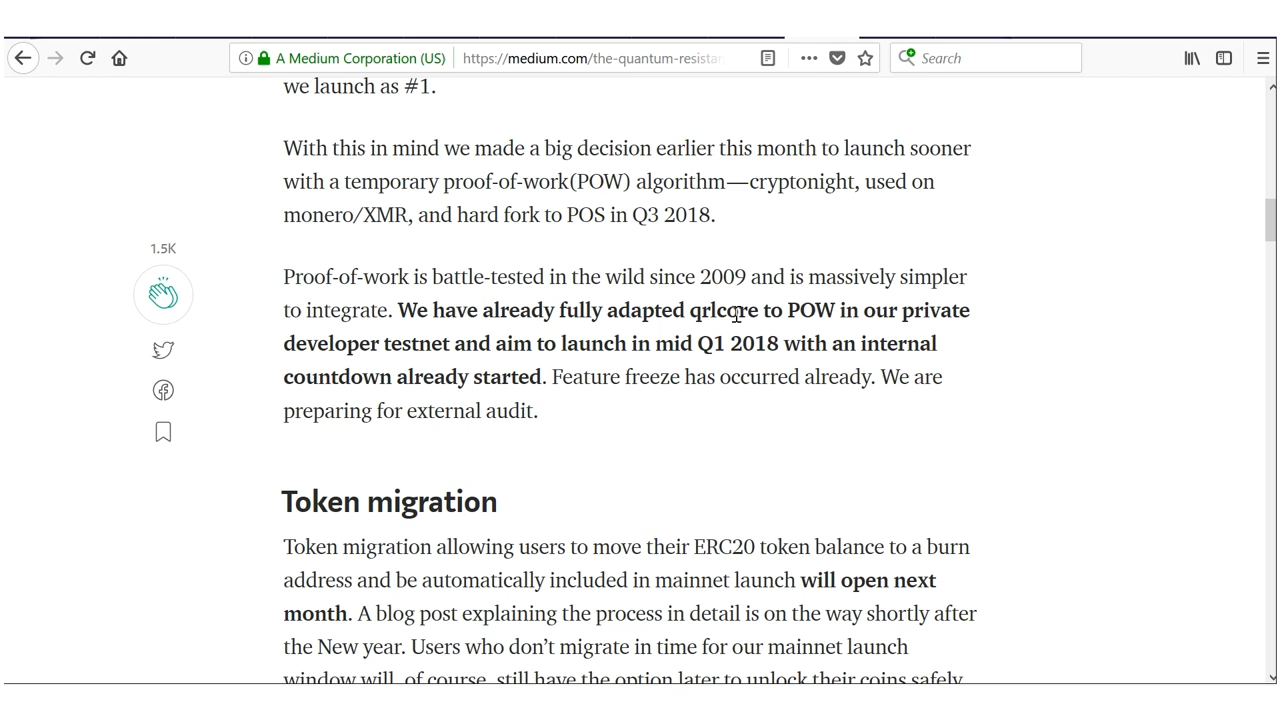 A Medium Corporation (US)
https://medium.com/the-quantum-resistan
Search
we launch as #1.
With this in mind we made a big decision earlier this month to launch sooner
with a temporary proof-of-work(POW) algorithm—cryptonight, used on
monero/XMR, and hard fork to POS in Q3 2018.
1.5K
Proof-of-work is battle-tested in the wild since 2009 and is massively simpler
to integrate. We have already fully adapted qrlcore to POW in our private
developer testnet and aim to launch in mid Q1 2018 with an internal
countdown already started. Feature freeze has occurred already. We are
preparing for external audit.
Token migration
Token migration allowing users to move their ERC20 token balance to a burn
address and be automatically included in mainnet launch will open next
month. A blog post explaining the process in detail is on the way shortly after
the New year. Users who don’t migrate in time for our mainnet launch
window will, of course, still have the option later to unlock their coins safely